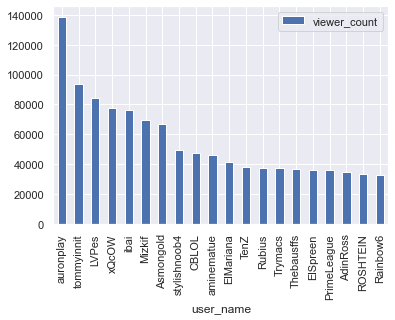 140000
120000
100000
80000
60000
40000
20000
0
viewer_count
auronplay
tommyinnit
LVPes
xQcOW
ibai
Mizkif
Asmongold
stylishnoob4
CBLOL
aminematue
ElMariana
TenZ
Rubius
Trymacs
Thebausffs
ElSpreen
PrimeLeague
AdinRoss
ROSHTEIN
Rainbow6
user_name